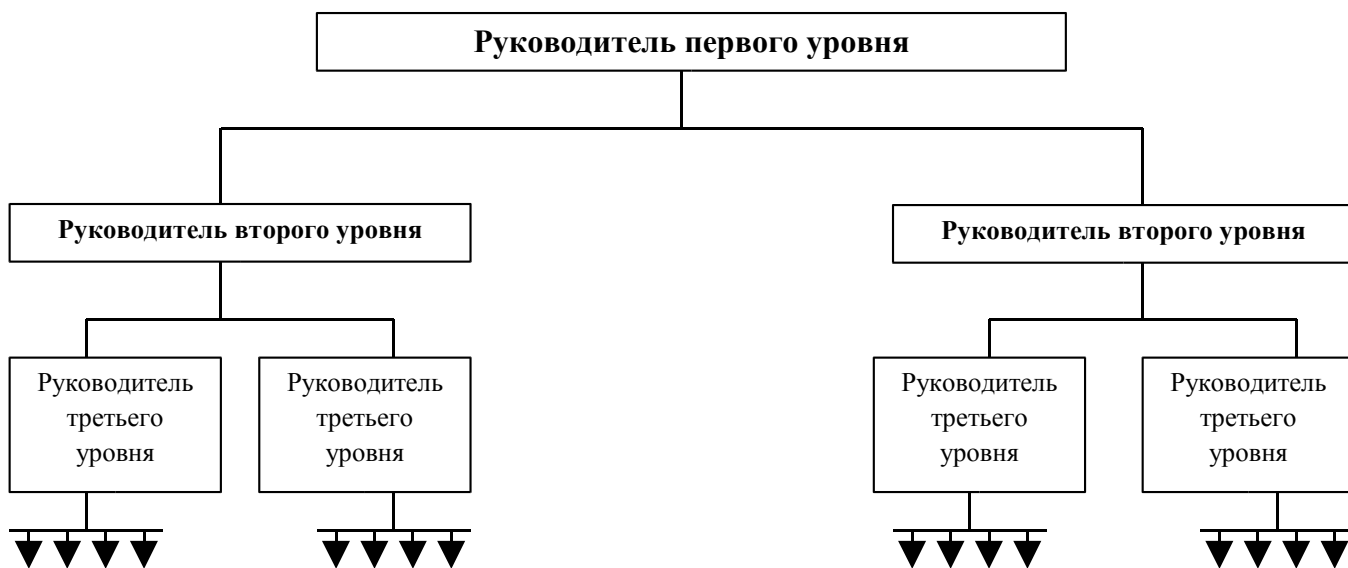 Руководитель первого уровня
Руководитель второго уровня
Руководитель второго уровня
Руководитель
третьего
уровня
Руководитель
третьего
уровня
Руководитель
третьего
уровня
Руководитель
третьего
уровня